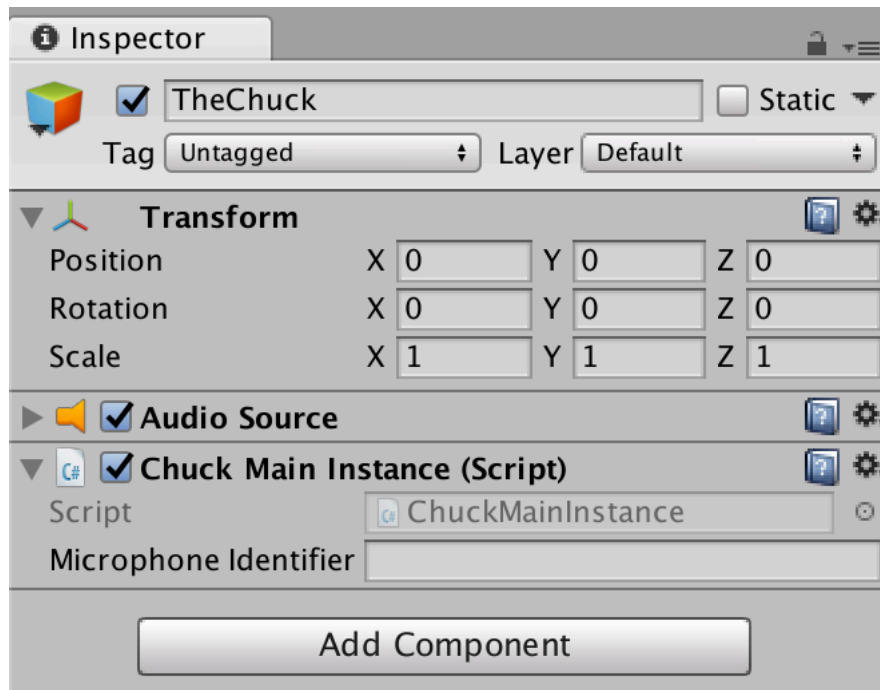 Inspector
TheChuck Static
Tag Untagged Layer Default
Transform
Position X 0 Y 0 Z 0
Rotation X 0 Y 0 Z 0
Scale X 1 Y 1 Z 1
Audio Source
C# Chuck Main Instance (Script)
Script C# ChuckMainInstance
Microphone Identifier
Add Component